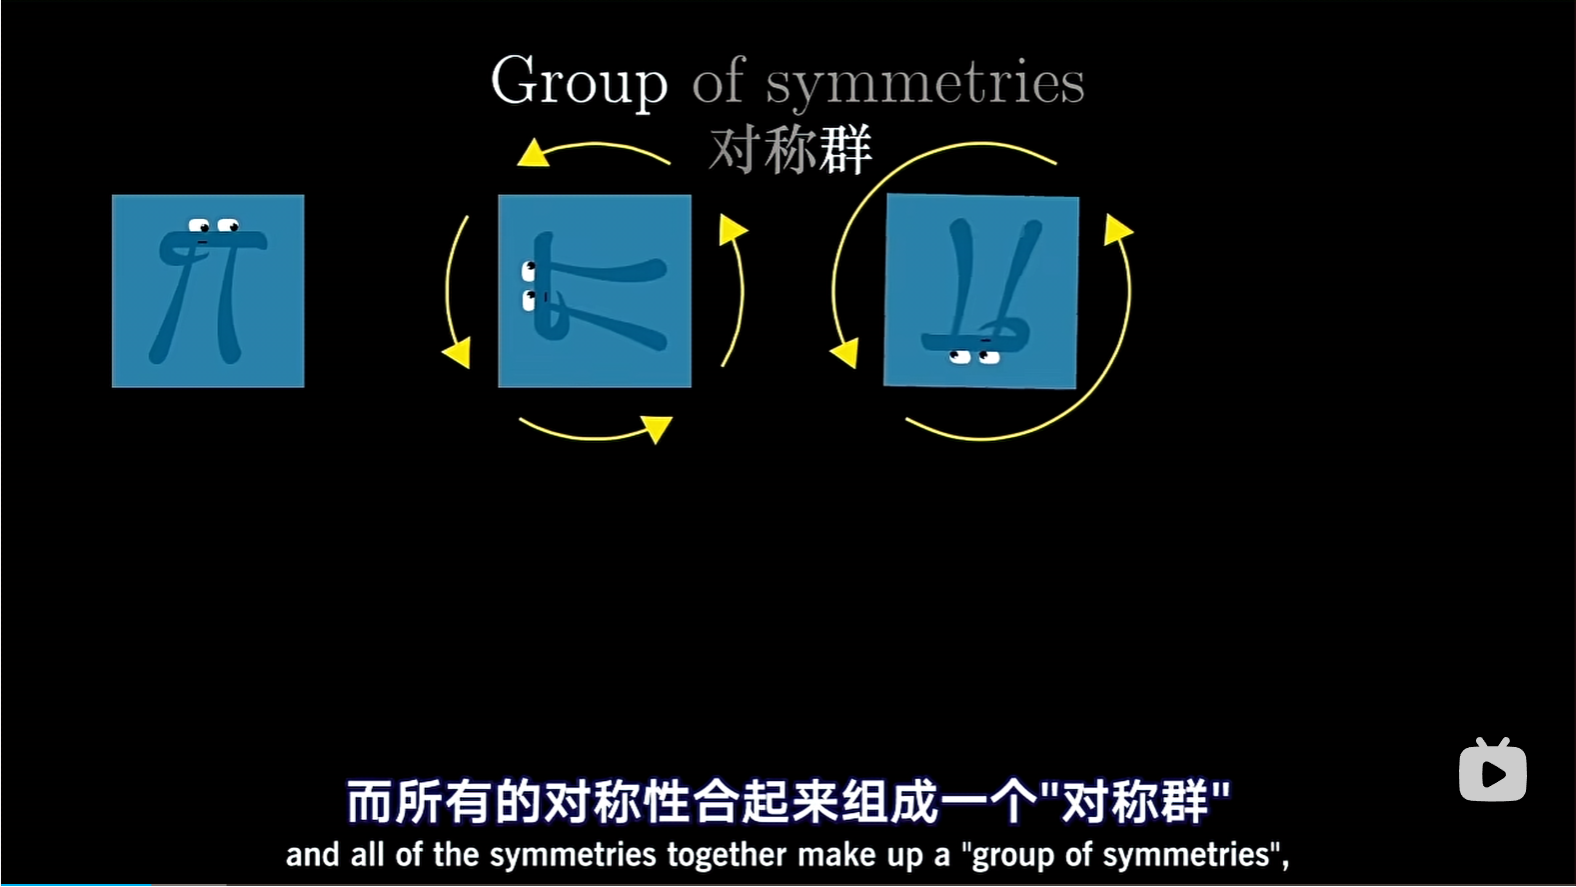 Group of symmetries
对称群
而所有的对称性合起来组成一个"对称群"
and all of the symmetries together make up a "group of symmetries",